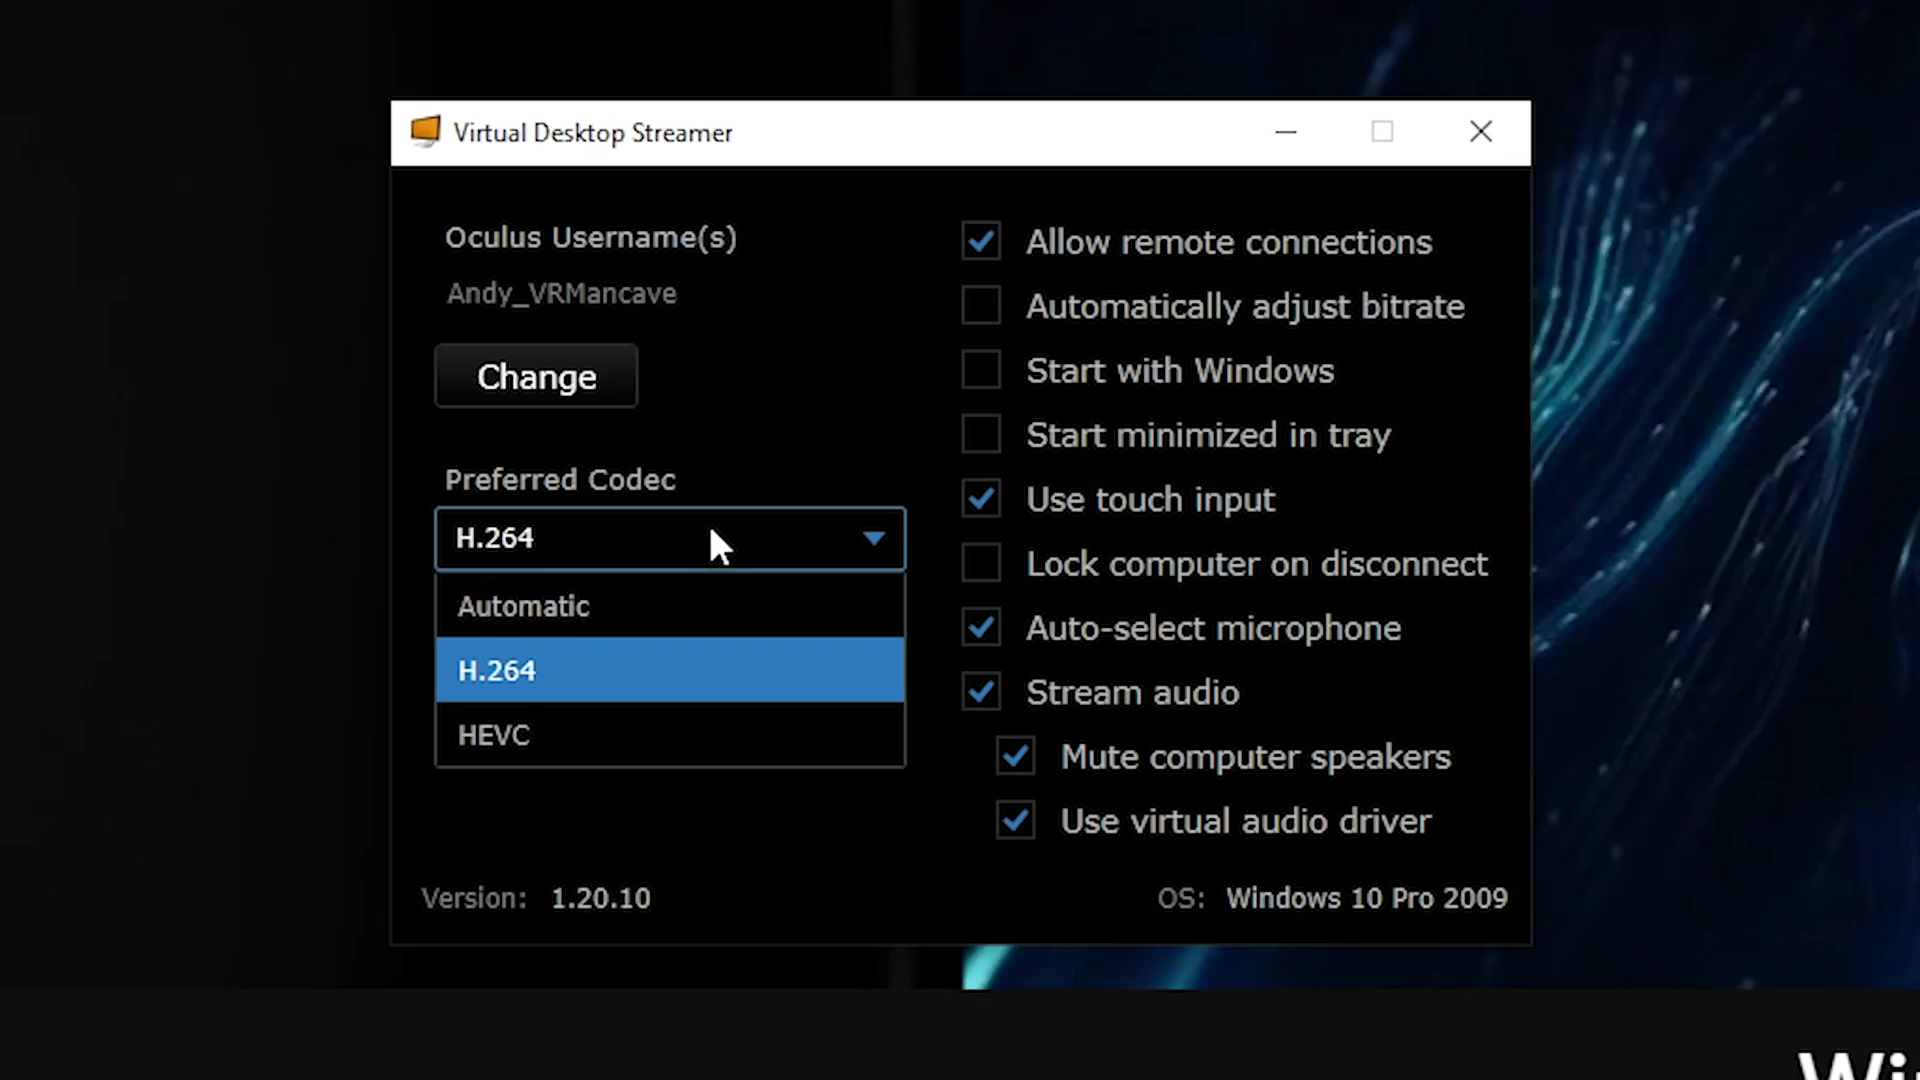 Virtual Desktop Streamer
Oculus Username(s)
Andy_VRMancave
Change
Preferred Codec
H.264
Automatic
H.264
HEVC
Allow remote connections
Automatically adjust bitrate
Start with Windows
Start minimized in tray
Use touch input
Lock computer on disconnect
Auto-select microphone
Stream audio
Mute computer speakers
Use virtual audio driver
Version: 1.20.10
OS: Windows 10 Pro 2009